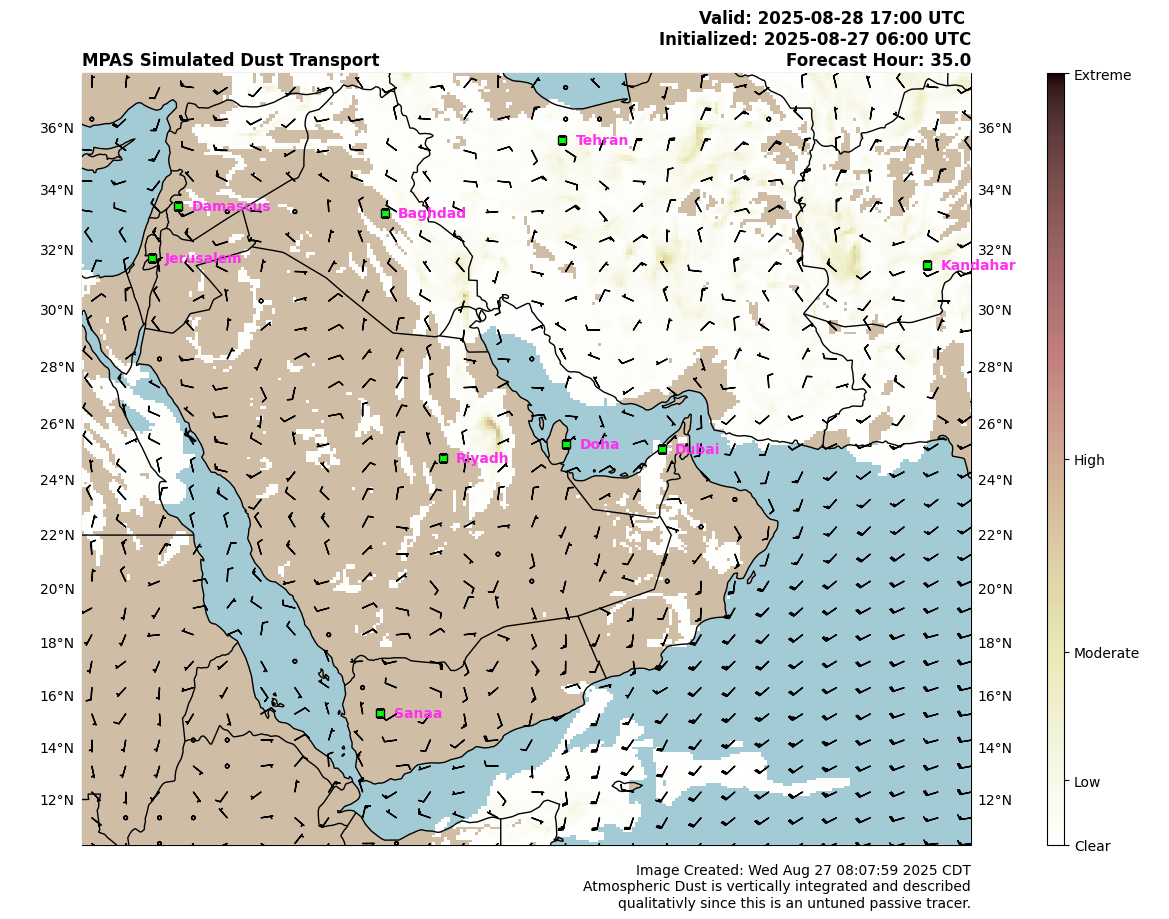 Valid: 2025-08-28 17:00 UTC
Initialized: 2025-08-27 06:00 UTC
MPAS Simulated Dust Transport
Forecast Hour: 35.0
Extreme
36°N
Tehran
36°N
34°N
Damascus
Baghdad
34°N
32°N
Jerusalem
32°N
Kandahar
30°N
30°N
28°N
28°N
26°N
Doha
Dubai
26°N
Riyadh
High
24°N
24°N
22°N
22°N
20°N
20°N
18°N
18°N
Moderate
16°N
16°N
Sanaa
14°N
14°N
Low
12°N
12°N
Clear
Image Created: Wed Aug 27 08:07:59 2025 CDT
Atmospheric Dust is vertically integrated and described
qualitativly since this is an untuned passive tracer.